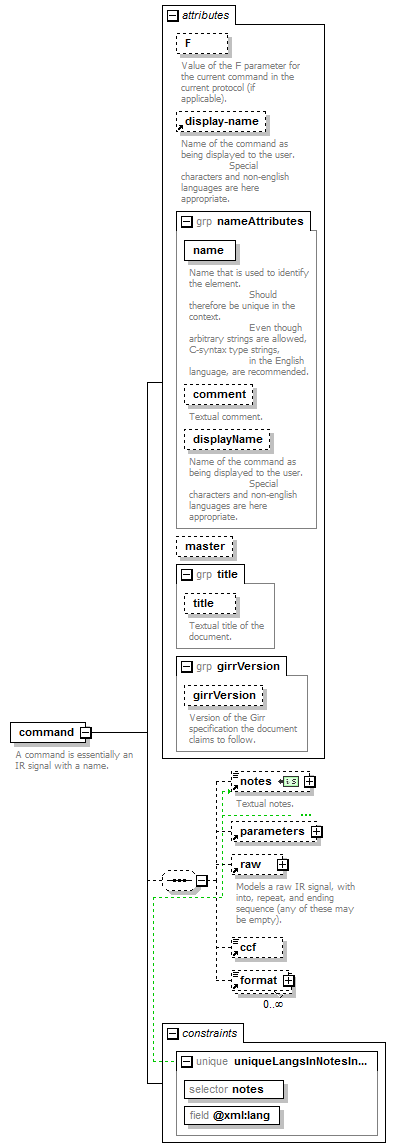 attributes
F
Value of the F parameter for
the current command in the
current protocol (if
applicable).
display-name
Name of the command as
being displayed to the user.
Special
characters and non-english
languages are here
appropriate.
grp nameAttributes
name
Name that is used to identify
the element.
Should
therefore be unique in the
context.
Even though
arbitrary strings are allowed,
C-syntax type strings,
in the English
language, are recommended.
comment
Textual comment.
displayName
Name of the command as
being displayed to the user.
Special
characters and non-english
languages are here
appropriate.
master
grp title
title
Textual title of the
document.
grp girrVersion
girrVersion
Version of the Girr
specification the document
claims to follow.
command
A command is essentially an
IR signal with a name.
notes
Textual notes.
parameters
raw
Models a raw IR signal, with
into, repeat, and ending
sequence (any of these may
be empty).
ccf
format
0..∞
constraints
unique uniqueLangsInNotesIn...
selector notes
field @xml:lang